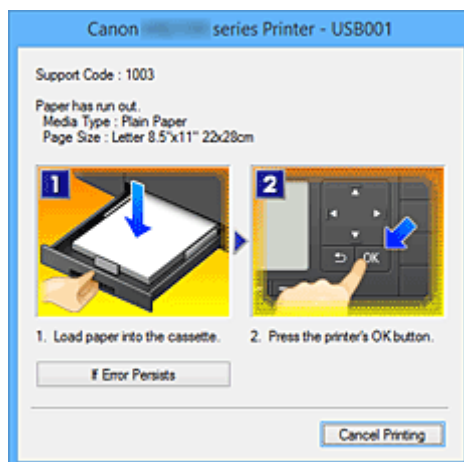 Canon series Printer - USB001
Support Code : 1003
Paper has run out.
Media Type : Plain Paper
Page Size : Letter 8.5"x11" 22x28cm
1
2
OK
1. Load paper into the cassette.
2. Press the printer's OK button.
If Error Persists
Cancel Printing